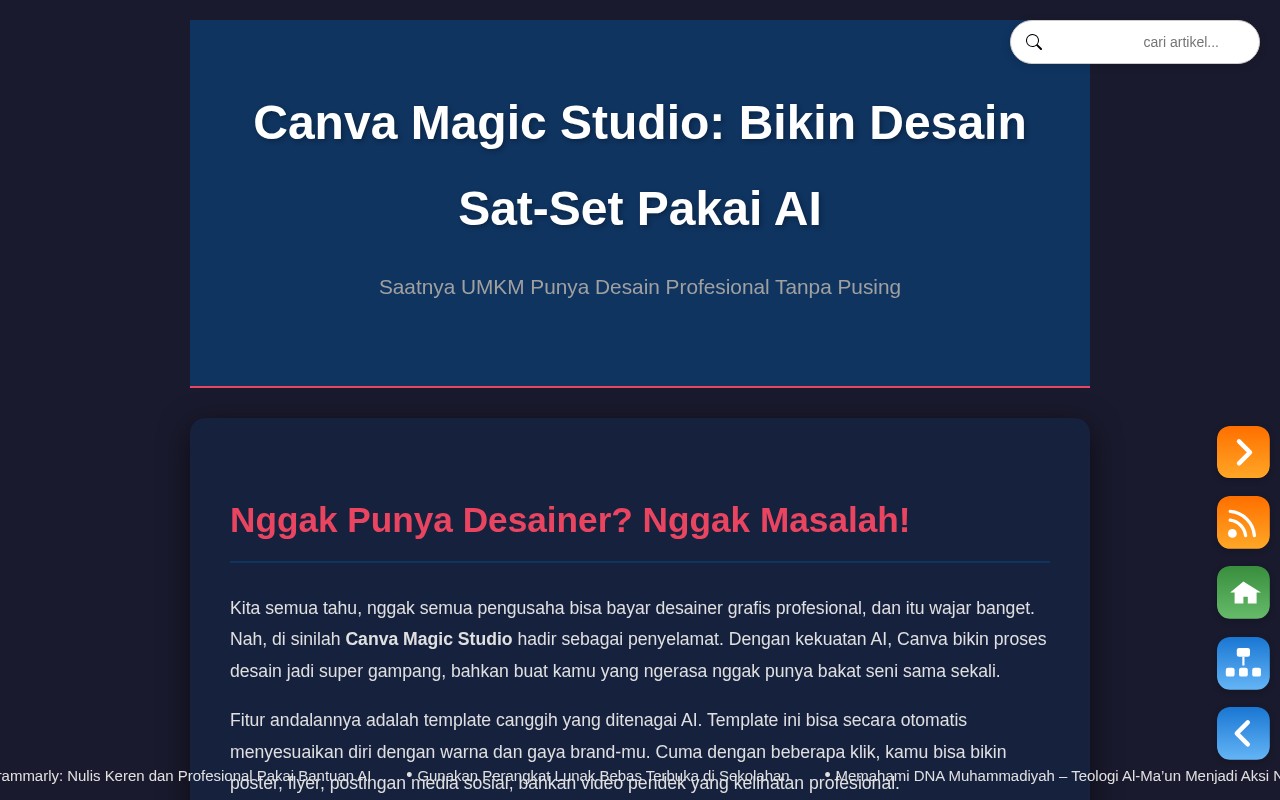 cari artikel...
Canva Magic Studio: Bikin Desain
Sat-Set Pakai AI
Saatnya UMKM Punya Desain Profesional Tanpa Pusing
Nggak Punya Desainer? Nggak Masalah!
Kita semua tahu, nggak semua pengusaha bisa bayar desainer grafis profesional, dan itu wajar banget.
Nah, di sinilah Canva Magic Studio hadir sebagai penyelamat. Dengan kekuatan AI, Canva bikin proses
desain jadi super gampang, bahkan buat kamu yang ngerasa nggak punya bakat seni sama sekali.
Fitur andalannya adalah template canggih yang ditenagai AI. Template ini bisa secara otomatis
menyesuaikan diri dengan warna dan gaya brand-mu. Cuma dengan beberapa klik, kamu bisa bikin
poster, flyer, postingan media sosial, bahkan video pendek yang kelihatan profesional.
rammarly: Nulis Keren dan Profesional Pakai Bantuan AI • Gunakan Perangkat Lunak Bebas Terbuka di Sekolahan • Memahami DNA Muhammadiyah – Teologi Al-Ma’un Menjadi Aksi N